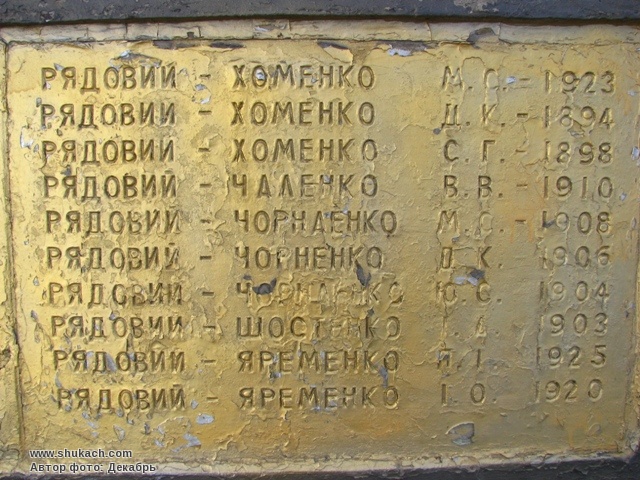 РЯДОВИЙ - ХОМЕНКО М. С. - 1923
РЯДОВИЙ - ХОМЕНКО Д. К. - 1894
РЯДОВИЙ - ХОМЕНКО С. Г. - 1898
РЯДОВИЙ - ЧАЛЕНКО В. В. - 1910
РЯДОВИЙ - ЧОРНАЕНКО М. С. - 1908
РЯДОВИЙ - ЧОРНЕНКО К. 1906
РЯДОВИЙ - Ю. С. 1904
РЯДОВИЙ - ШОСТЕНКО 1903
РЯДОВИЙ - ЯРЕМЕНКО 1925
РЯДОВИЙ - ЯРЕМЕНКО І. О. 1920
www.shukach.com
Автор фото: Декабрь